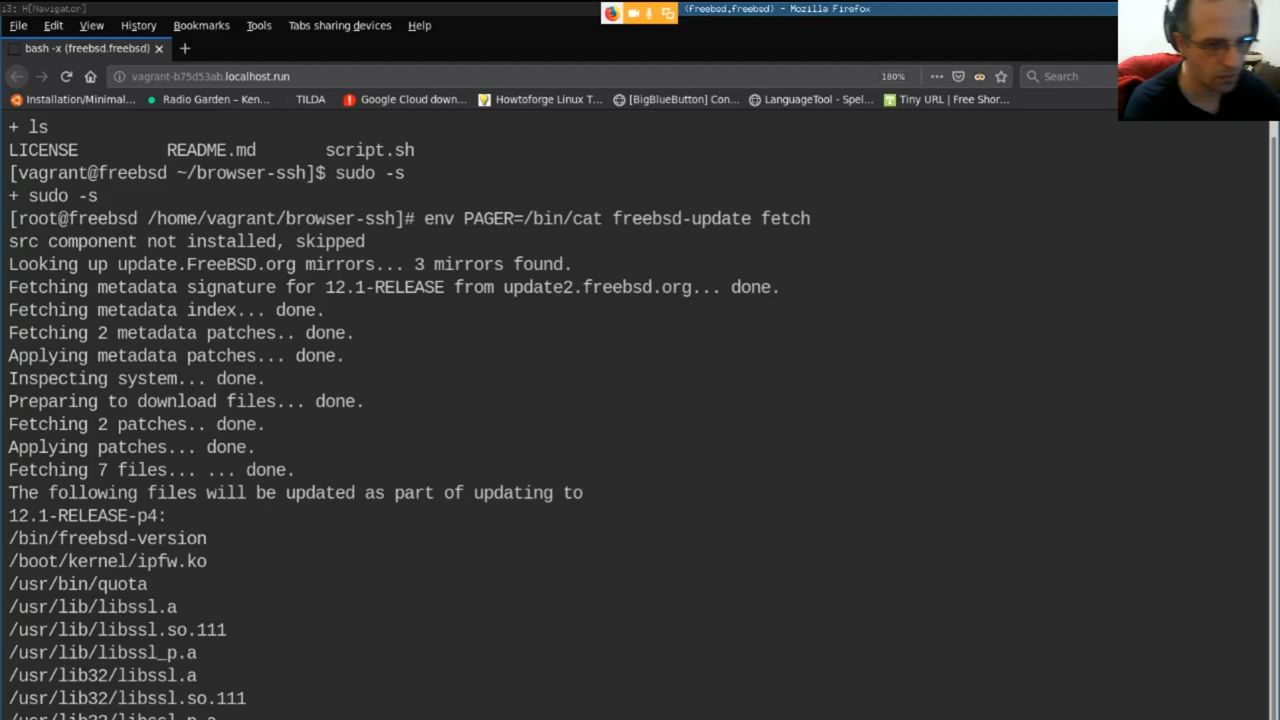 i3: H[Navigator]
(freebsd.freebsd) - Mozilla Firefox
File Edit View History Bookmarks Tools Tabs sharing devices Help
bash -x (freebsd.freebsd)
vagrant-b75d53ab.localhost.run 180% Search
Installation/Minimal... Radio Garden – Ken... TILDA Google Cloud down... Howtoforge Linux T... [BigBlueButton] Con... LanguageTool - Spel... Tiny URL | Free Shor...
+ ls
LICENSE README.md script.sh
[vagrant@freebsd ~/browser-ssh]$ sudo -s
+ sudo -s
[root@freebsd /home/vagrant/browser-ssh]# env PAGER=/bin/cat freebsd-update fetch
src component not installed, skipped
Looking up update.FreeBSD.org mirrors... 3 mirrors found.
Fetching metadata signature for 12.1-RELEASE from update2.freebsd.org... done.
Fetching metadata index... done.
Fetching 2 metadata patches.. done.
Applying metadata patches... done.
Inspecting system... done.
Preparing to download files... done.
Fetching 2 patches.. done.
Applying patches... done.
Fetching 7 files... ... done.
The following files will be updated as part of updating to
12.1-RELEASE-p4:
/bin/freebsd-version
/boot/kernel/ipfw.ko
/usr/bin/quota
/usr/lib/libssl.a
/usr/lib/libssl.so.111
/usr/lib/libssl_p.a
/usr/lib32/libssl.a
/usr/lib32/libssl.so.111
/usr/lib32/libssl_p.a